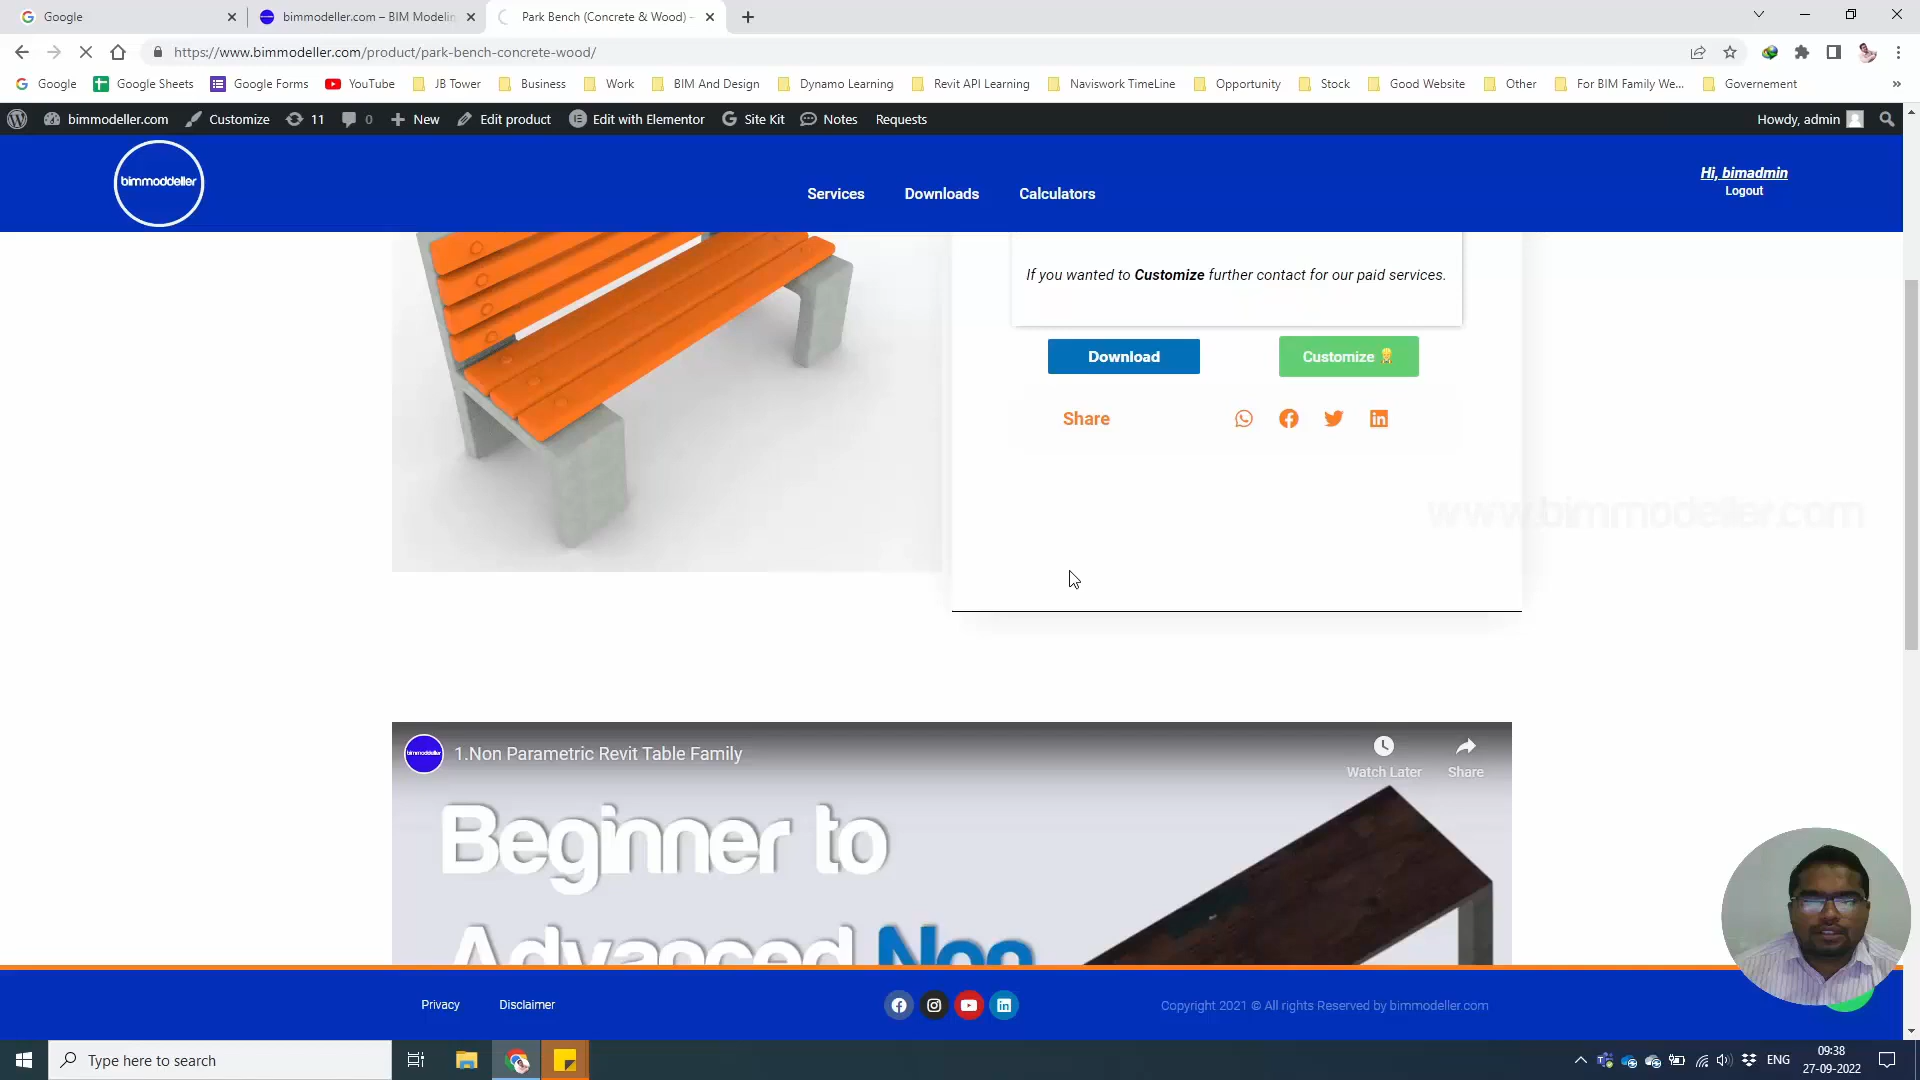 Google
bimmodeller.com – BIM Modelin
Park Bench (Concrete & Wood) -
https://www.bimmodeller.com/product/park-bench-concrete-wood/
Google
Google Sheets
Google Forms
YouTube
JB Tower
Business
Work
BIM And Design
Dynamo Learning
Revit API Learning
Naviswork TimeLine
Opportunity
Stock
Good Website
Other
For BIM Family We...
Governement
»
bimmodeller.com
Customize
11
0
New
Edit product
Edit with Elementor
Site Kit
Notes
Requests
Howdy, admin
bimmoddeller
Services
Downloads
Calculators
Hi, bimadmin
Logout
If you wanted to Customize further contact for our paid services.
Download
Customize
Share
www.bimmodeller.com
bimmoddeller
1.Non Parametric Revit Table Family
Watch Later
Share
Beginner to
Advanced Non
Privacy
Disclaimer
Copyright 2021 © All rights Reserved by bimmodeller.com
Type here to search
ENG
09:38
27-09-2022